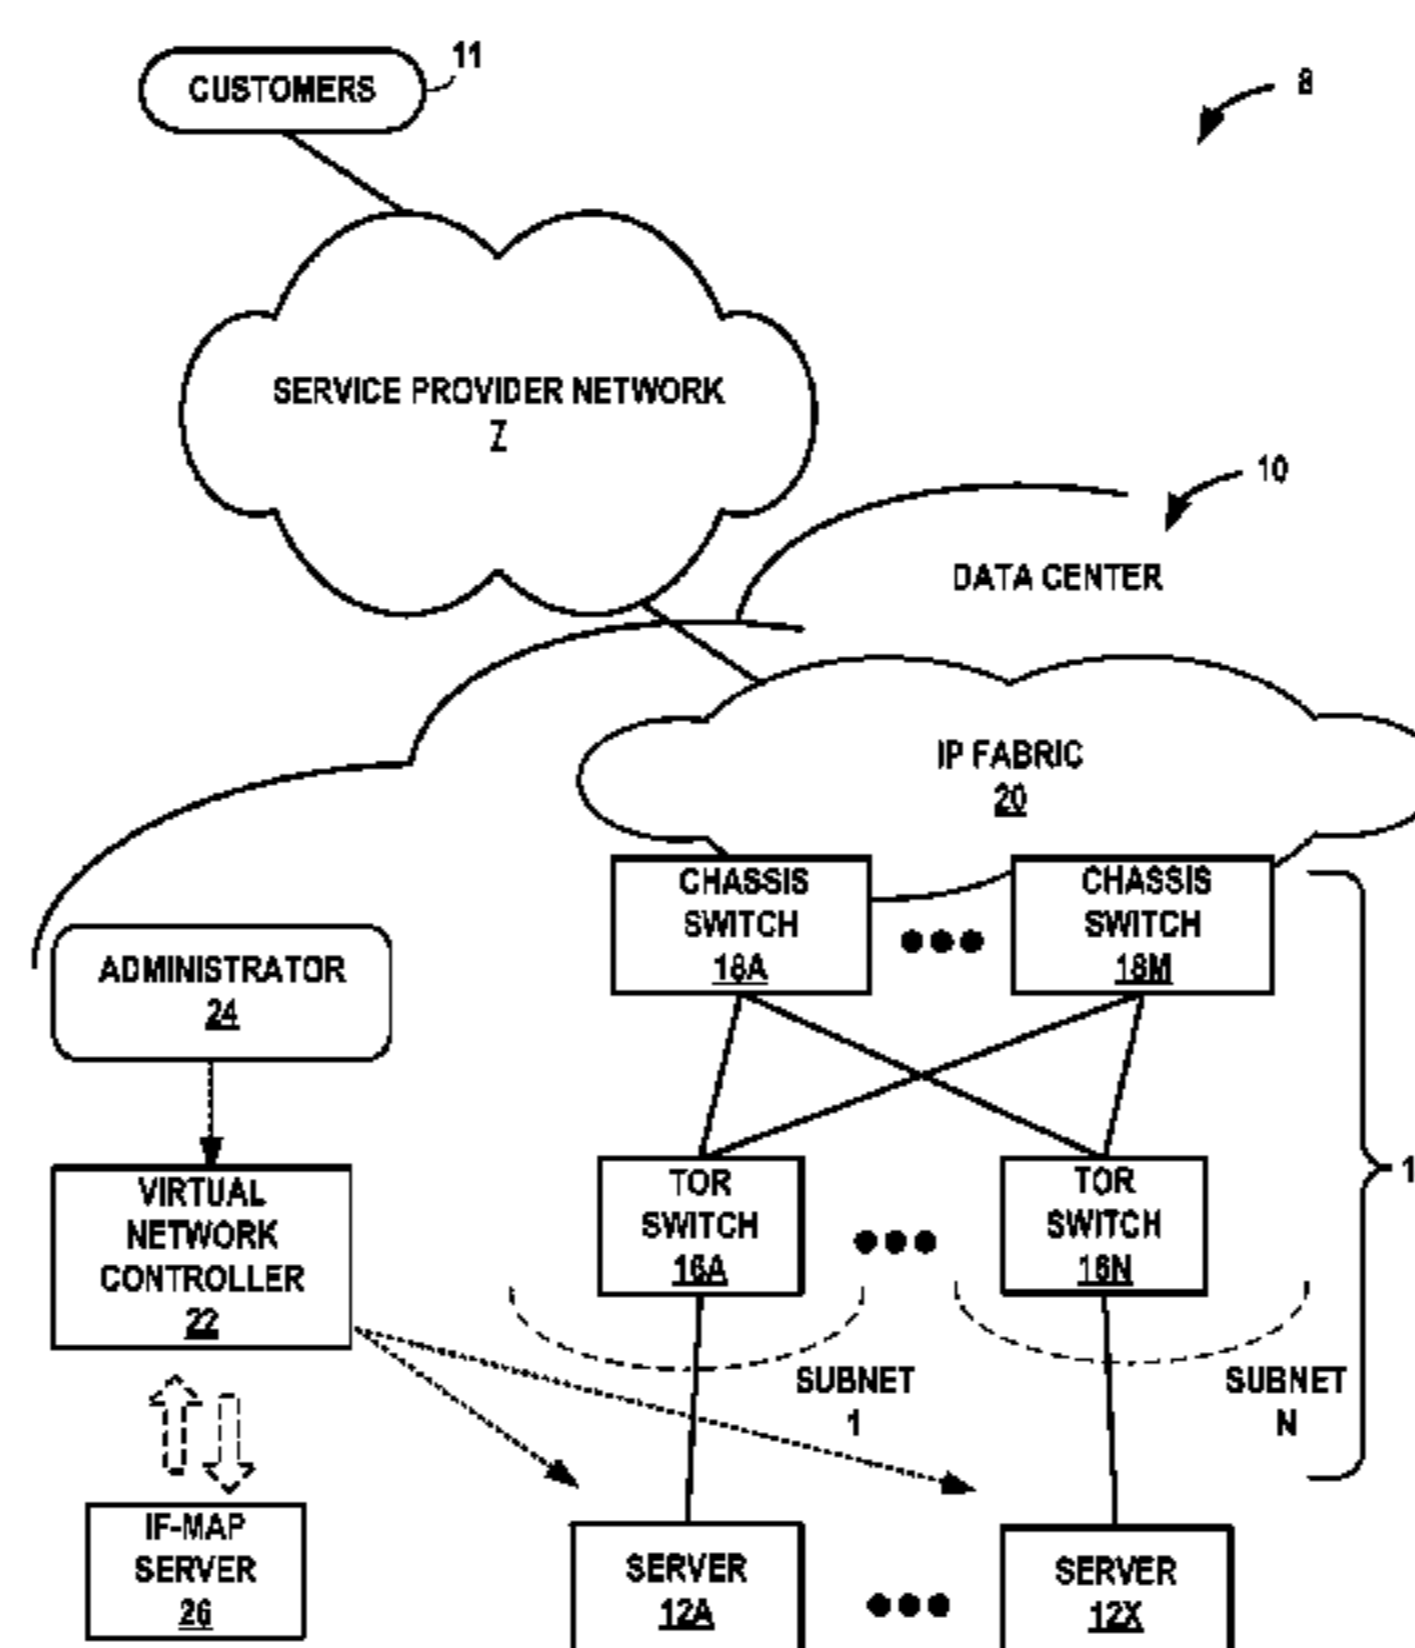 CUSTOMERS
11
8
SERVICE PROVIDER NETWORK
Z
10
DATA CENTER
IP FABRIC
20
CHASSIS
SWITCH
18A
CHASSIS
SWITCH
18M
ADMINISTRATOR
24
VIRTUAL
NETWORK
CONTROLLER
22
TOR
SWITCH
16A
TOR
SWITCH
16N
1
SUBNET
1
SUBNET
N
IF-MAP
SERVER
26
SERVER
12A
SERVER
12X